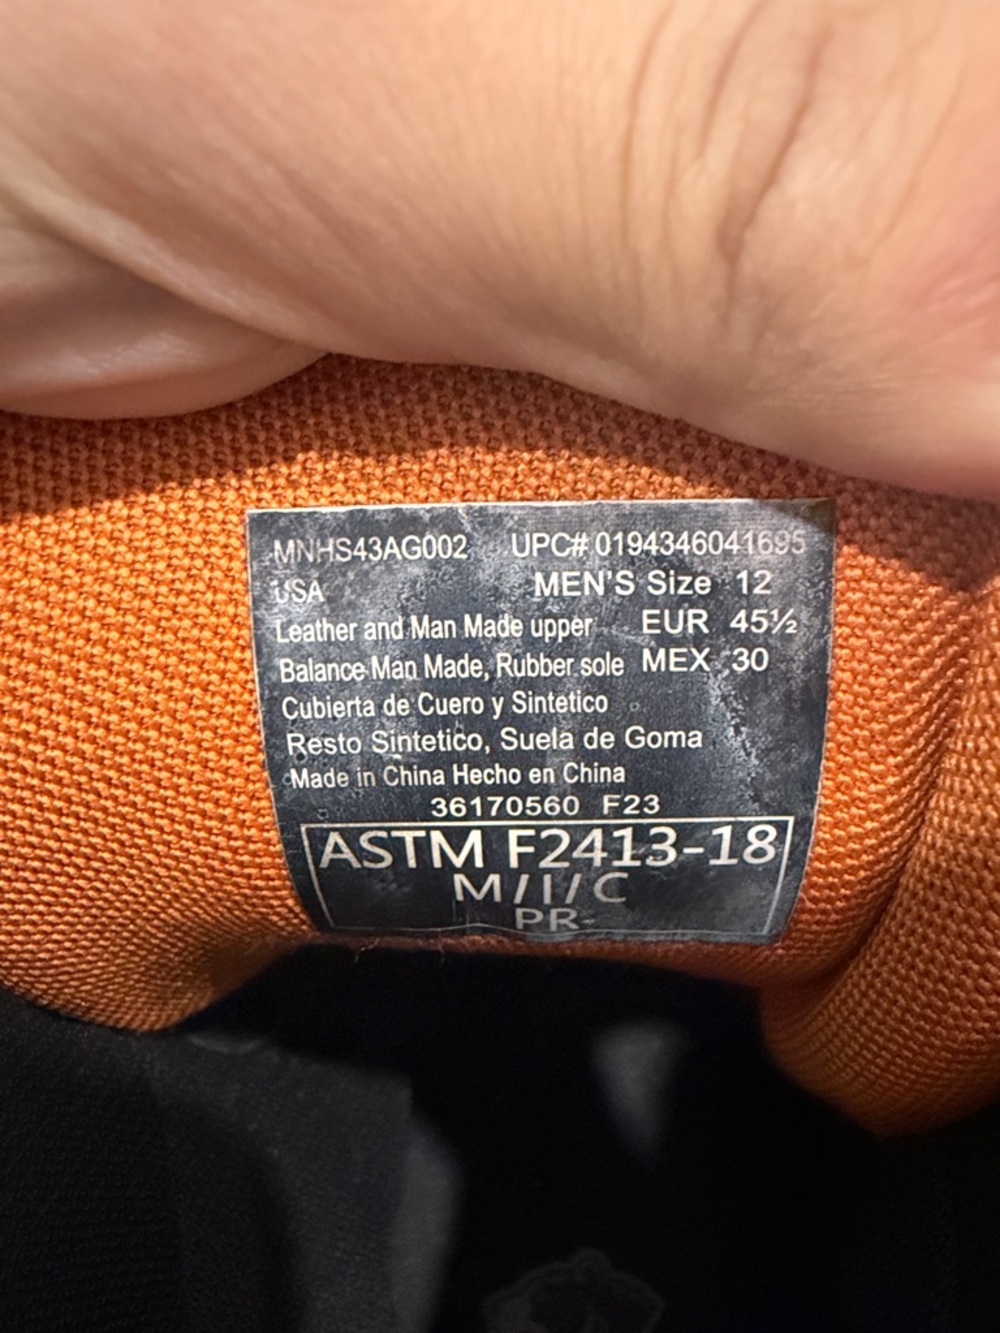 MNHS43AG002 UPC# 0194346041695
USA MEN'S Size 12
Leather and Man Made upper EUR 45½
Balance Man Made, Rubber sole MEX 30
Cubierta de Cuero y Sintetico
Resto Sintetico, Suela de Goma
Made in China Hecho en China
36170560 F23
ASTM F2413-18
M/I/C
PR